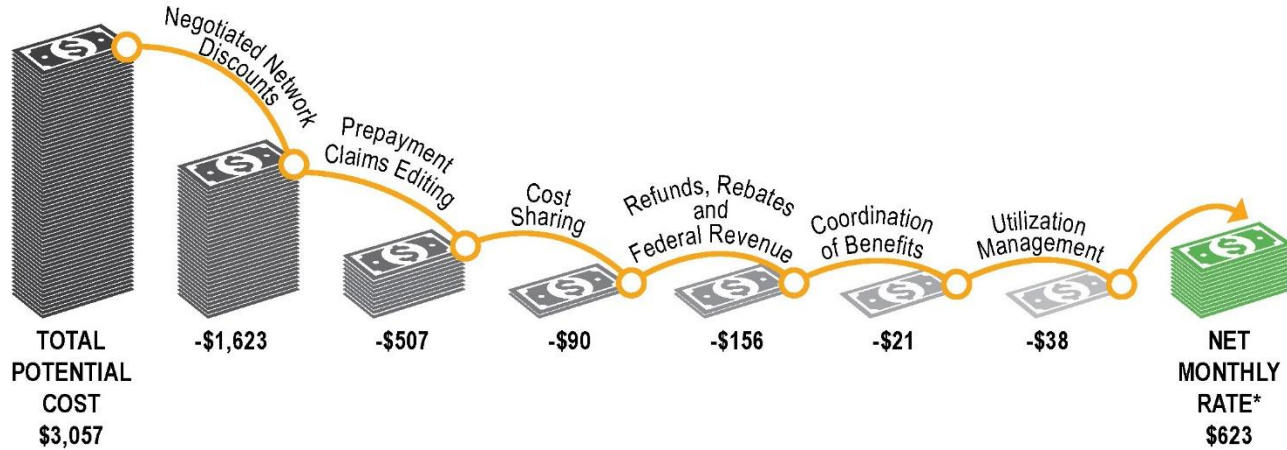 Negotiated Network
Discounts
Prepayment
Claims Editing
Cost
Sharing
Refunds, Rebates
and
Federal Revenue
Coordination
of Benefits
Utilization
Management
TOTAL
POTENTIAL
COST
$3,057
-$1,623
-$507
-$90
-$156
-$21
-$38
NET
MONTHLY
RATE*
$623